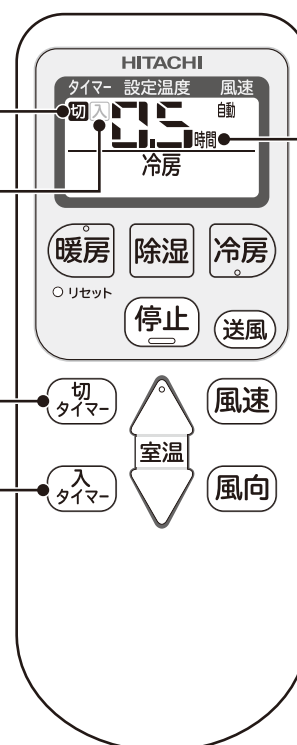 HITACHI
タイマー 設定温度 風速
切 入 0.5 時間 自動
冷房
暖房 除湿 冷房
リセット
停止 送風
切タイマー 風速
室温
入タイマー 風向